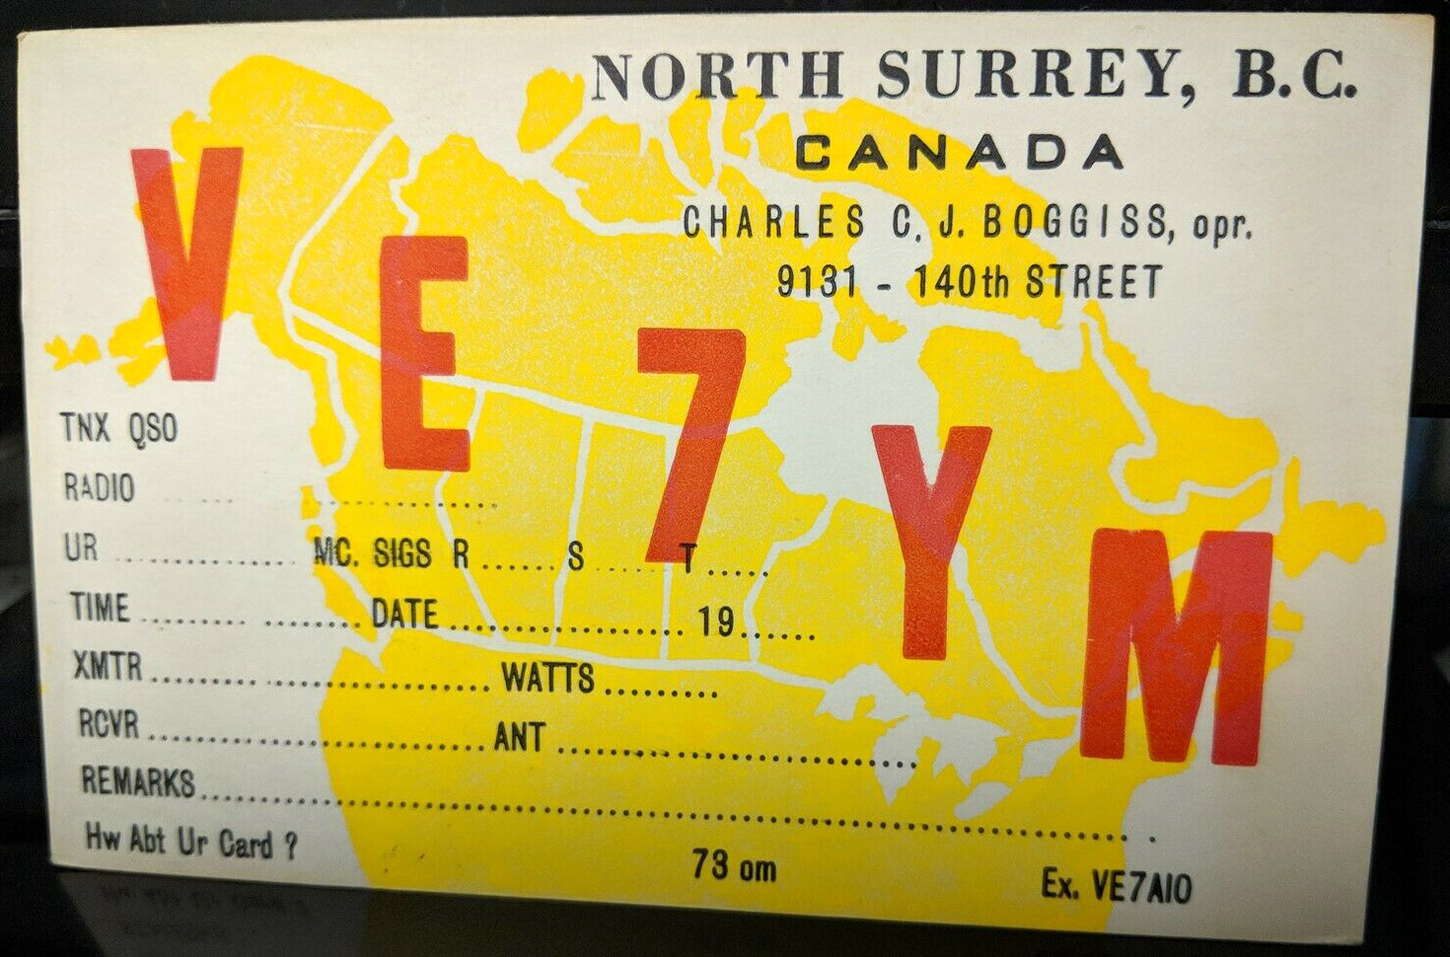 NORTH SURREY, B.C.
CANADA
CHARLES C. J. BOGGISS, opr.
9131 - 140th STREET
VE7YM
TNX QSO
RADIO ..............................
UR .................... MC. SIGS R ...... S ......... T .....
TIME .................... DATE .................... 19......
XMTR .............................. WATTS .........
RCVR .............................. ANT ..............................
REMARKS ............................................................
Hw Abt Ur Card ? 73 om Ex. VE7AIO